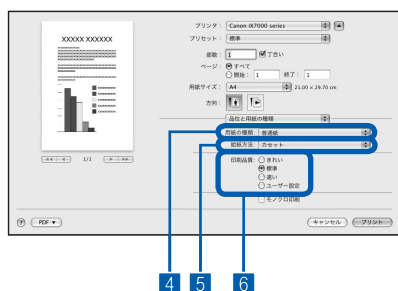 プリンタ： Canon iX7000 series
プリセット： 標準
部数： 1 丁合い
ページ： すべて
開始： 1 終了： 1
用紙サイズ： A4 21.00 x 29.70 cm
方向：
品位と用紙の種類
用紙の種類： 普通紙
給紙方法： カセット
印刷品質： きれい
標準
速い
ユーザー設定
モノクロ印刷
XXXXX XXXXXX
1/1
? PDF▼ キャンセル プリント
4 5 6